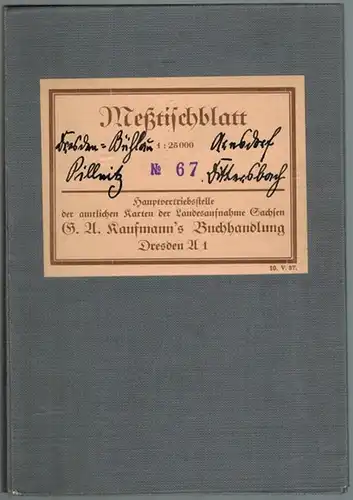 Meßtischblatt
Dresden=Bühlau 1:25000 Arnsdorf
Pillnitz № 67 Dittersbach
Hauptvertriebsstelle
der amtlichen Karten der Landesaufnahme Sachsen
G. A. Kaufmann's Buchhandlung
Dresden A 1
10. V. 37.